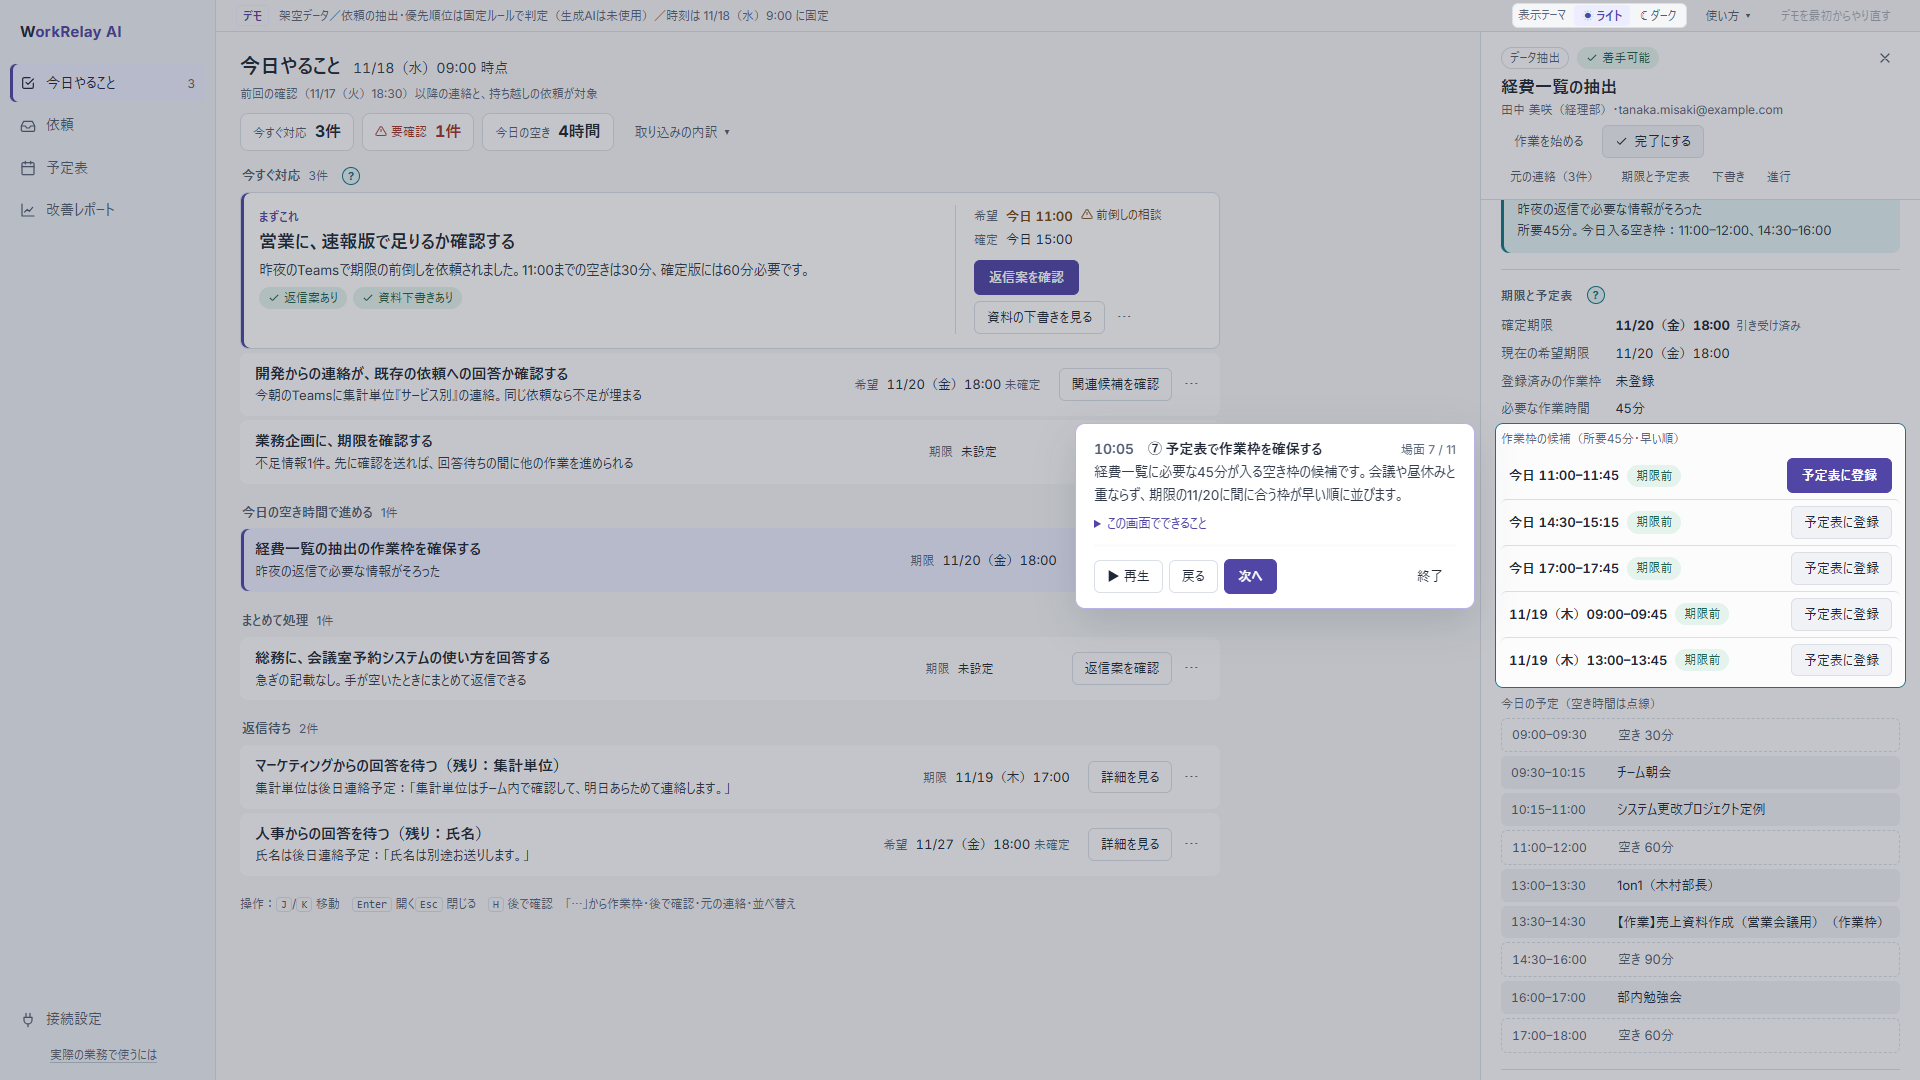 WorkRelay AI
今日やること 3
依頼
予定表
改善レポート
接続設定
実際の業務で使うには
デモ 架空データ／依頼の抽出・優先順位は固定ルールで判定（生成AIは未使用）／時刻は 11/18（水）9:00 に固定
表示テーマ ライト ダーク 使い方 ▾ デモを最初からやり直す
今日やること 11/18（水）09:00 時点
前回の確認（11/17（火）18:30）以降の連絡と、持ち越しの依頼が対象
今すぐ対応 3件 要確認 1件 今日の空き 4時間 取り込みの内訳 ▾
今すぐ対応 3件 ?
まずこれ
営業に、速報版で足りるか確認する
昨夜のTeamsで期限の前倒しを依頼されました。11:00までの空きは30分、確定版には60分必要です。
✓ 返信案あり ✓ 資料下書きあり
希望 今日 11:00 前倒しの相談
確定 今日 15:00
返信案を確認
資料の下書きを見る …
開発からの連絡が、既存の依頼への回答か確認する
今朝のTeamsに集計単位『サービス別』の連絡。同じ依頼なら不足が埋まる
希望 11/20（金）18:00 未確定 関連候補を確認 …
業務企画に、期限を確認する
不足情報1件。先に確認を送れば、回答待ちの間に他の作業を進められる
期限 未設定
今日の空き時間で進める 1件
経費一覧の抽出の作業枠を確保する
昨夜の返信で必要な情報がそろった
期限 11/20（金）18:00
まとめて処理 1件
総務に、会議室予約システムの使い方を回答する
急ぎの記載なし。手が空いたときにまとめて返信できる
期限 未設定 返信案を確認 …
返信待ち 2件
マーケティングからの回答を待つ（残り：集計単位）
集計単位は後日連絡予定：「集計単位はチーム内で確認して、明日あらためて連絡します。」
期限 11/19（木）17:00 詳細を見る …
人事からの回答を待つ（残り：氏名）
氏名は後日連絡予定：「氏名は別途お送りします。」
希望 11/27（金）18:00 未確定 詳細を見る …
操作： J / K 移動 Enter 開く Esc 閉じる H 後で確認 「…」から作業枠・後で確認・元の連絡・並べ替え
10:05 ⑦ 予定表で作業枠を確保する 場面 7 / 11
経費一覧に必要な45分が入る空き枠の候補です。会議や昼休みと
重ならず、期限の11/20に間に合う枠が早い順に並びます。
▶ この画面でできること
▶ 再生 戻る 次へ 終了
データ抽出 ✓ 着手可能
経費一覧の抽出
田中 美咲（経理部）・tanaka.misaki@example.com
作業を始める ✓ 完了にする
元の連絡（3件） 期限と予定表 下書き 進行
昨夜の返信で必要な情報がそろった
所要45分。今日入る空き枠：11:00–12:00、14:30–16:00
期限と予定表 ?
確定期限 11/20（金）18:00 引き受け済み
現在の希望期限 11/20（金）18:00
登録済みの作業枠 未登録
必要な作業時間 45分
作業枠の候補（所要45分・早い順）
今日 11:00–11:45 期限前 予定表に登録
今日 14:30–15:15 期限前 予定表に登録
今日 17:00–17:45 期限前 予定表に登録
11/19（木）09:00–09:45 期限前 予定表に登録
11/19（木）13:00–13:45 期限前 予定表に登録
今日の予定（空き時間は点線）
09:00–09:30 空き 30分
09:30–10:15 チーム朝会
10:15–11:00 システム更改プロジェクト定例
11:00–12:00 空き 60分
13:00–13:30 1on1（木村部長）
13:30–14:30 【作業】売上資料作成（営業会議用）（作業枠）
14:30–16:00 空き 90分
16:00–17:00 部内勉強会
17:00–18:00 空き 60分